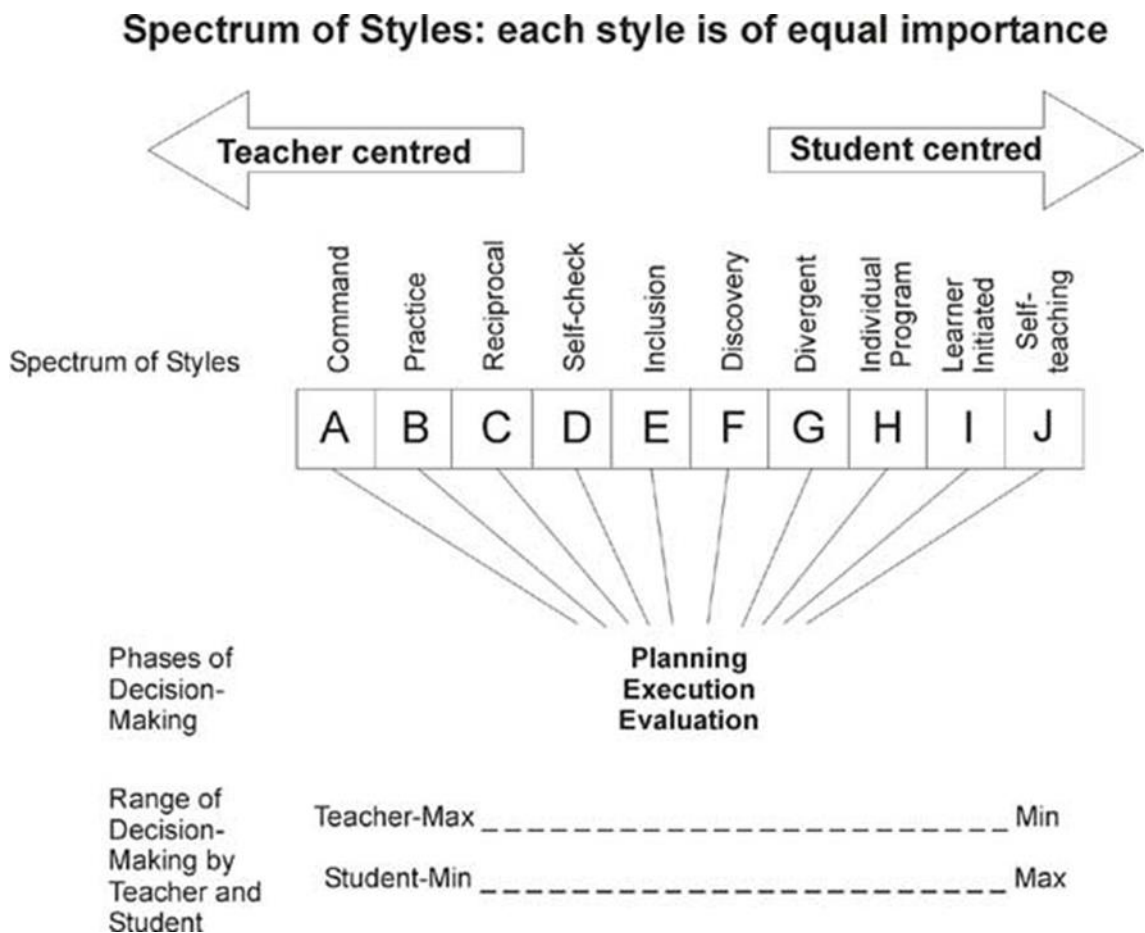 Spectrum of Styles: each style is of equal importance
Teacher centred
Student centred
Command
Practice
Reciprocal
Self-check
Inclusion
Discovery
Divergent
Individual
Program
Learner
Initiated
Self-
teaching
Spectrum of Styles
A B C D E F G H I J
Phases of
Decision-
Making
Planning
Execution
Evaluation
Range of
Decision-
Making by
Teacher and
Student
Teacher-Max Min
Student-Min Max